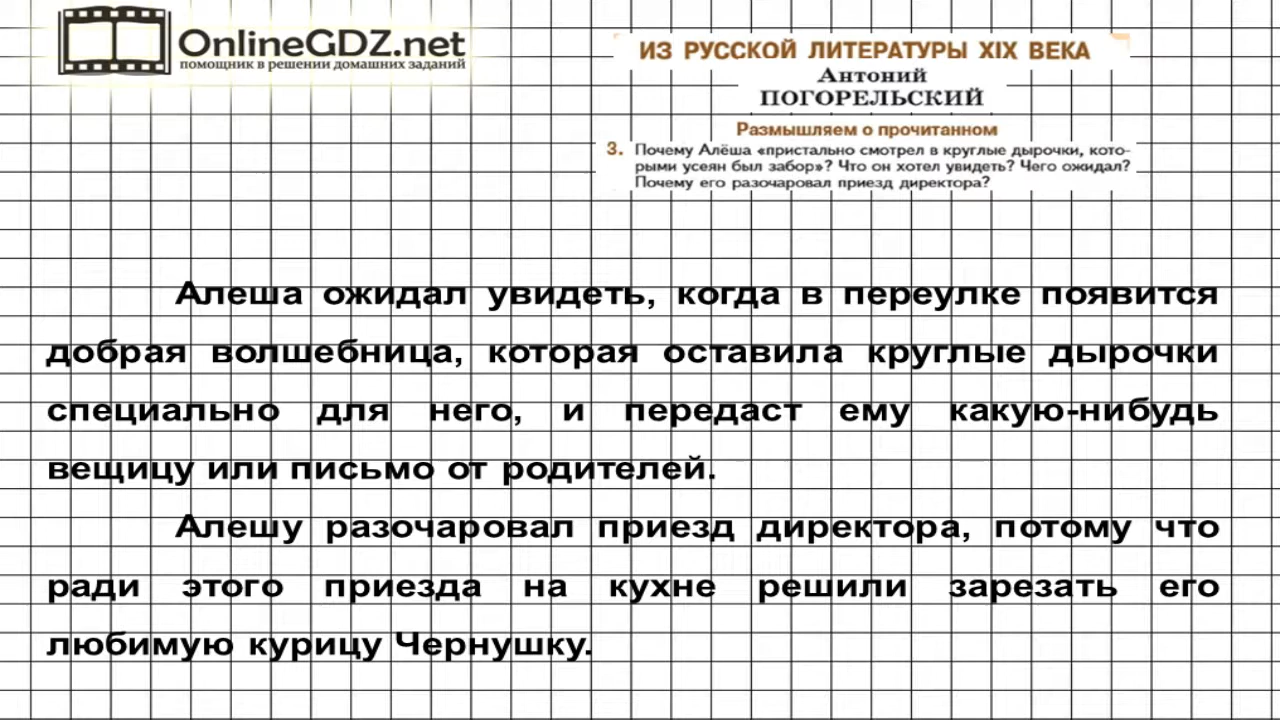 OnlineGDZ.net
помощник в решении домашних заданий
ИЗ РУССКОЙ ЛИТЕРАТУРЫ XIX ВЕКА
Антоний
ПОГОРЕЛЬСКИЙ
Размышляем о прочитанном
3. Почему Алёша «пристально смотрел в круглые дырочки, кото-
рыми усеян был забор»? Что он хотел увидеть? Чего ожидал?
Почему его разочаровал приезд директора?
Алеша ожидал увидеть, когда в переулке появится
добрая волшебница, которая оставила круглые дырочки
специально для него, и передаст ему какую-нибудь
вещицу или письмо от родителей.
Алешу разочаровал приезд директора, потому что
ради этого приезда на кухне решили зарезать его
любимую курицу Чернушку.